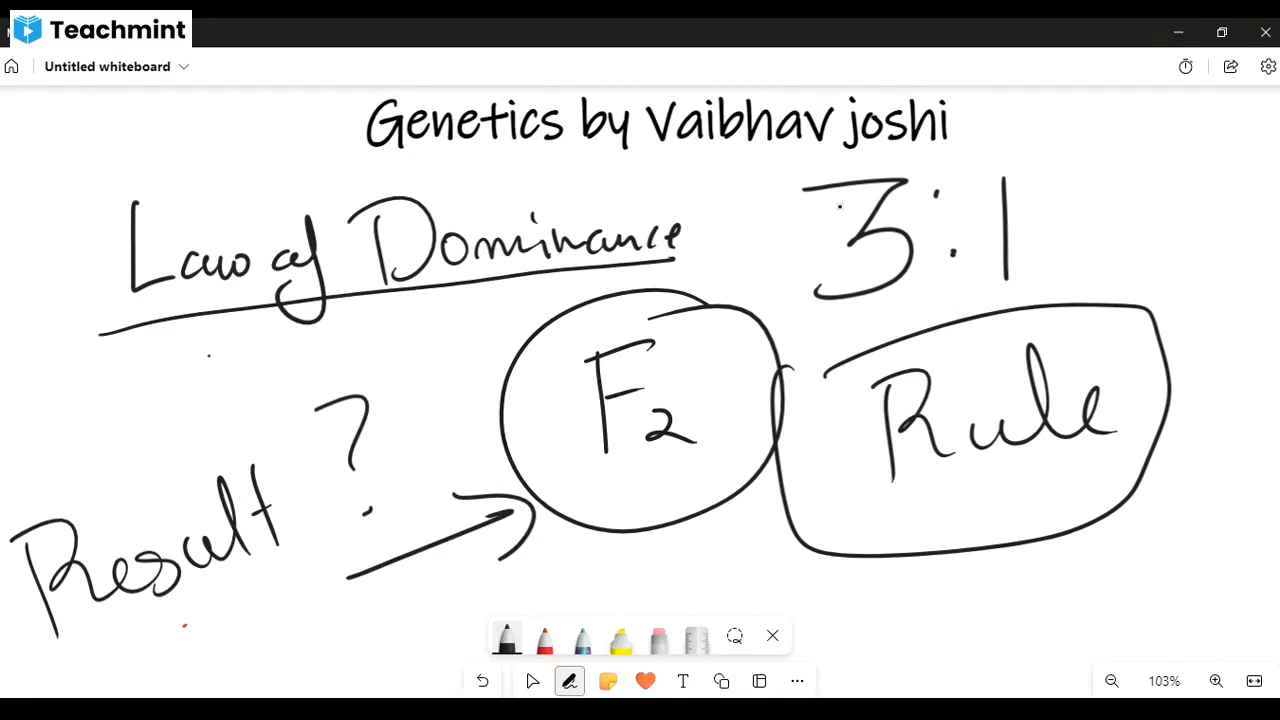 Teachmint
Untitled whiteboard
Genetics by Vaibhav joshi
Law of Dominance
3:1
F2
Rule
Result ?
103%